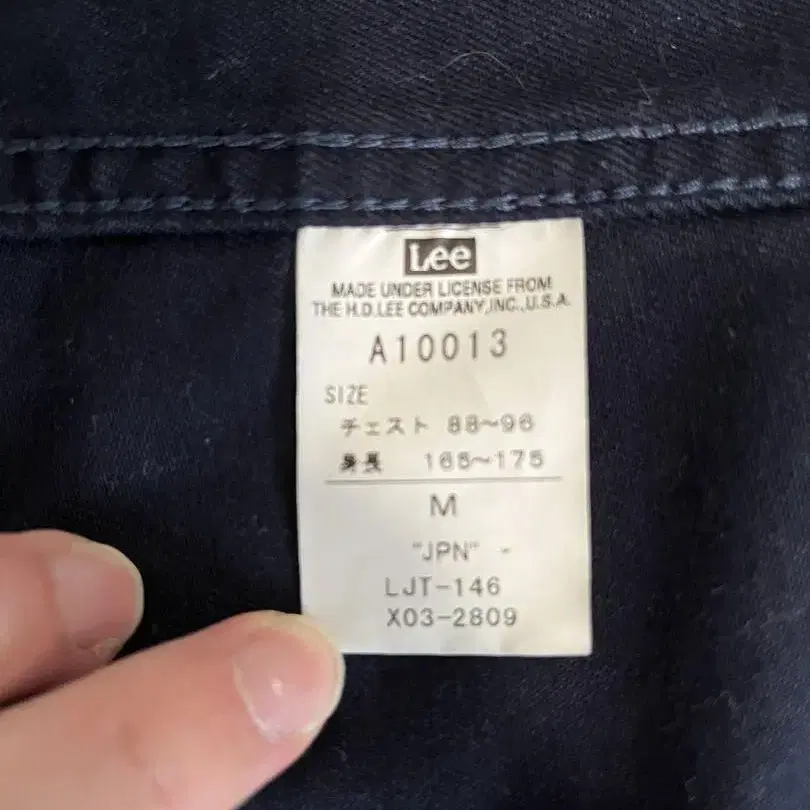 Lee
MADE UNDER LICENSE FROM
THE H.D.LEE COMPANY,INC.,U.S.A.
A10013
SIZE
チェスト 88~96
身長 165~175
M
"JPN" -
LJT-146
X03-2809